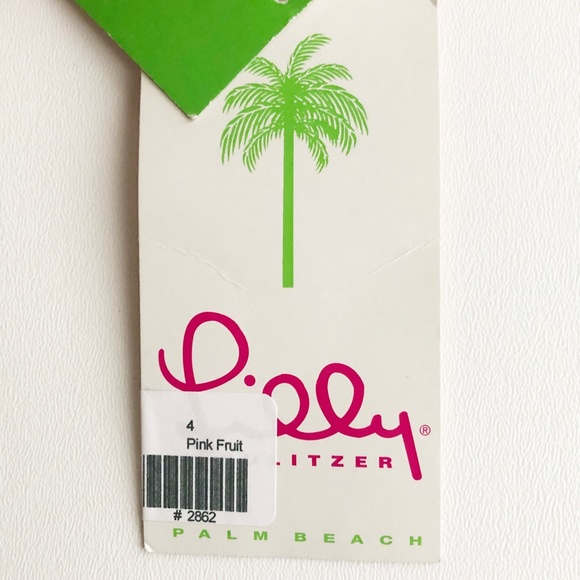 Lilly®
LITZER
4
Pink Fruit
# 2862
PALM BEACH